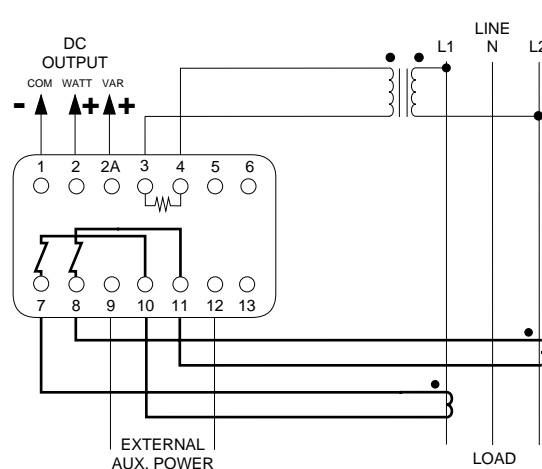 LINE
DC
OUTPUT
L1 N L2
COM WATT VAR
- + +
1 2 2A 3 4 5 6
7 8 9 10 11 12 13
EXTERNAL
AUX. POWER
LOAD